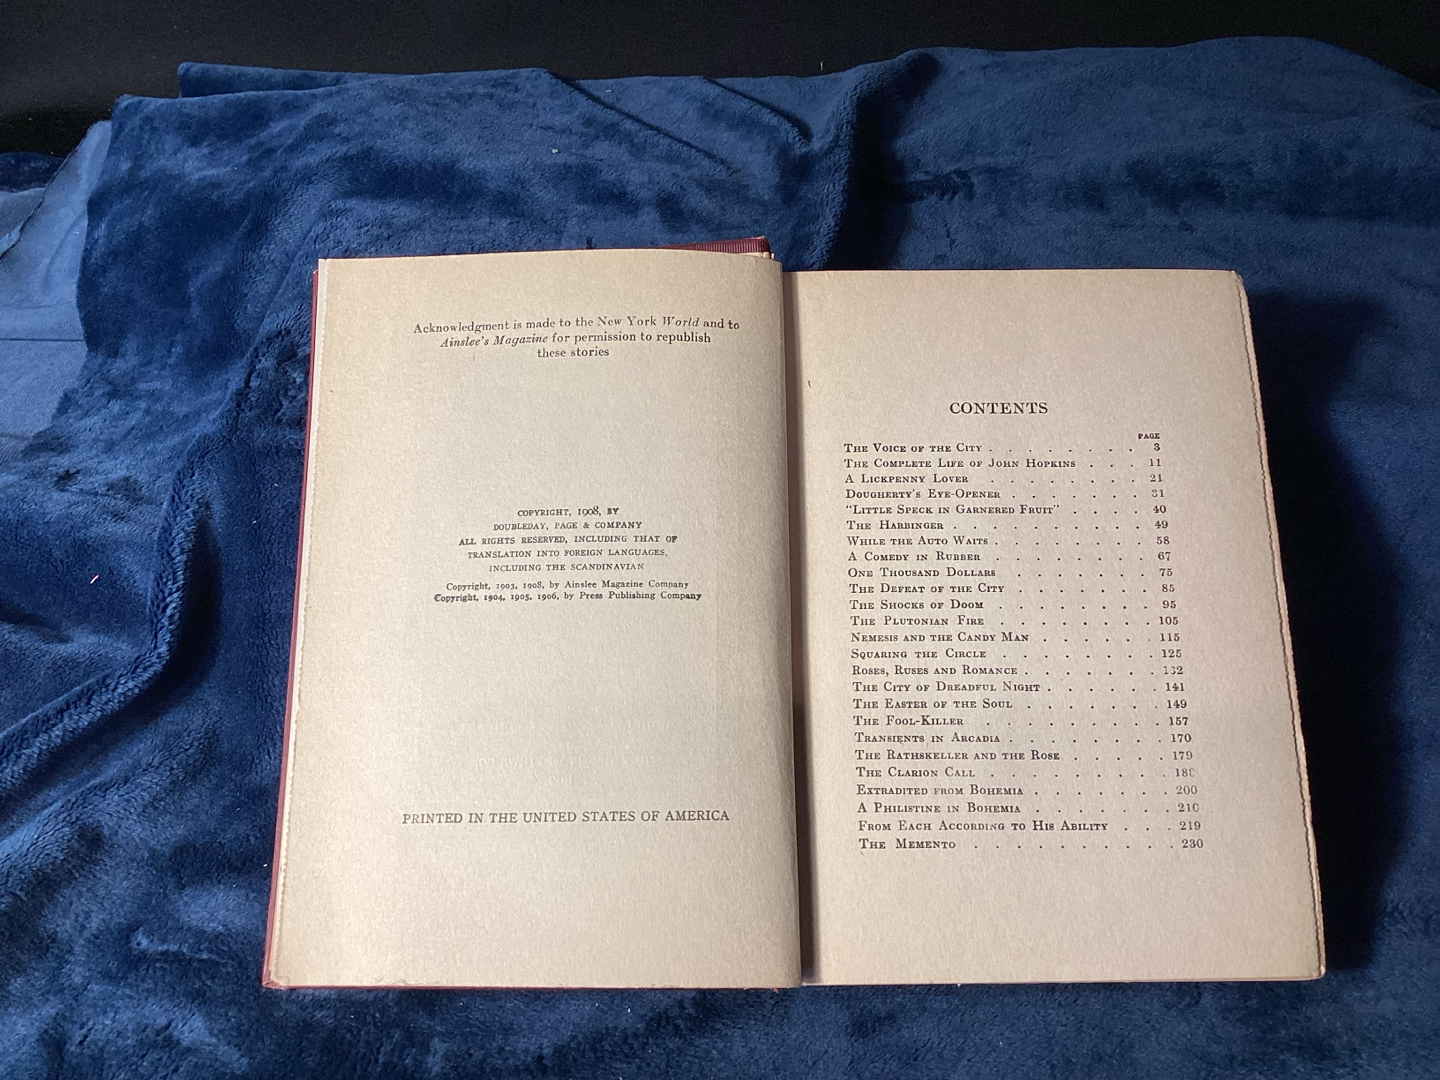 Acknowledgment is made to the New York World and to
Ainslee's Magazine for permission to republish
these stories
COPYRIGHT, 1908, BY
DOUBLEDAY, PAGE & COMPANY
ALL RIGHTS RESERVED, INCLUDING THAT OF
TRANSLATION INTO FOREIGN LANGUAGES,
INCLUDING THE SCANDINAVIAN
Copyright, 1903, 1908, by Ainslee Magazine Company
Copyright, 1904, 1905, 1906, by Press Publishing Company
PRINTED IN THE UNITED STATES OF AMERICA
CONTENTS
PAGE
THE VOICE OF THE CITY . . . . . . . . 3
THE COMPLETE LIFE OF JOHN HOPKINS . . . 11
A LICKPENNY LOVER . . . . . . . . 21
DOUGHERTY'S EYE-OPENER . . . . . . . 31
"LITTLE SPECK IN GARNERED FRUIT" . . . . 40
THE HARBINGER . . . . . . . . . . 49
WHILE THE AUTO WAITS . . . . . . . . 58
A COMEDY IN RUBBER . . . . . . . . 67
ONE THOUSAND DOLLARS . . . . . . . 75
THE DEFEAT OF THE CITY . . . . . . . 85
THE SHOCKS OF DOOM . . . . . . . . 95
THE PLUTONIAN FIRE . . . . . . . . 105
NEMESIS AND THE CANDY MAN . . . . . . 115
SQUARING THE CIRCLE . . . . . . . . 125
ROSES, RUSES AND ROMANCE . . . . . . . 132
THE CITY OF DREADFUL NIGHT . . . . . . 141
THE EASTER OF THE SOUL . . . . . . . 149
THE FOOL-KILLER . . . . . . . . . 157
TRANSIENTS IN ARCADIA . . . . . . . . 170
THE RATHSKELLER AND THE ROSE . . . . . 179
THE CLARION CALL . . . . . . . . .
EXTRADITED FROM BOHEMIA . . . . . . . 200
A PHILISTINE IN BOHEMIA . . . . . . . 210
FROM EACH ACCORDING TO HIS ABILITY . . . 219
THE MEMENTO . . . . . . . . . . 230